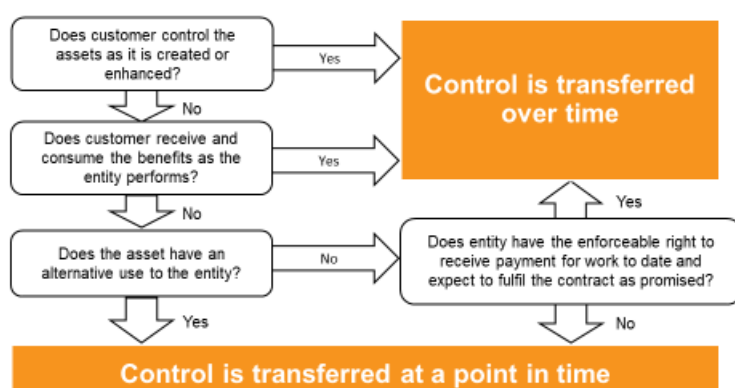 Does customer control the
assets as it is created or
enhanced?
Yes
Control is transferred
over time
No
Does customer receive and
consume the benefits as the
entity performs?
Yes
No
Yes
Does the asset have an
alternative use to the entity?
No
Does entity have the enforceable right to
receive payment for work to date and
expect to fulfil the contract as promised?
Yes
No
Control is transferred at a point in time